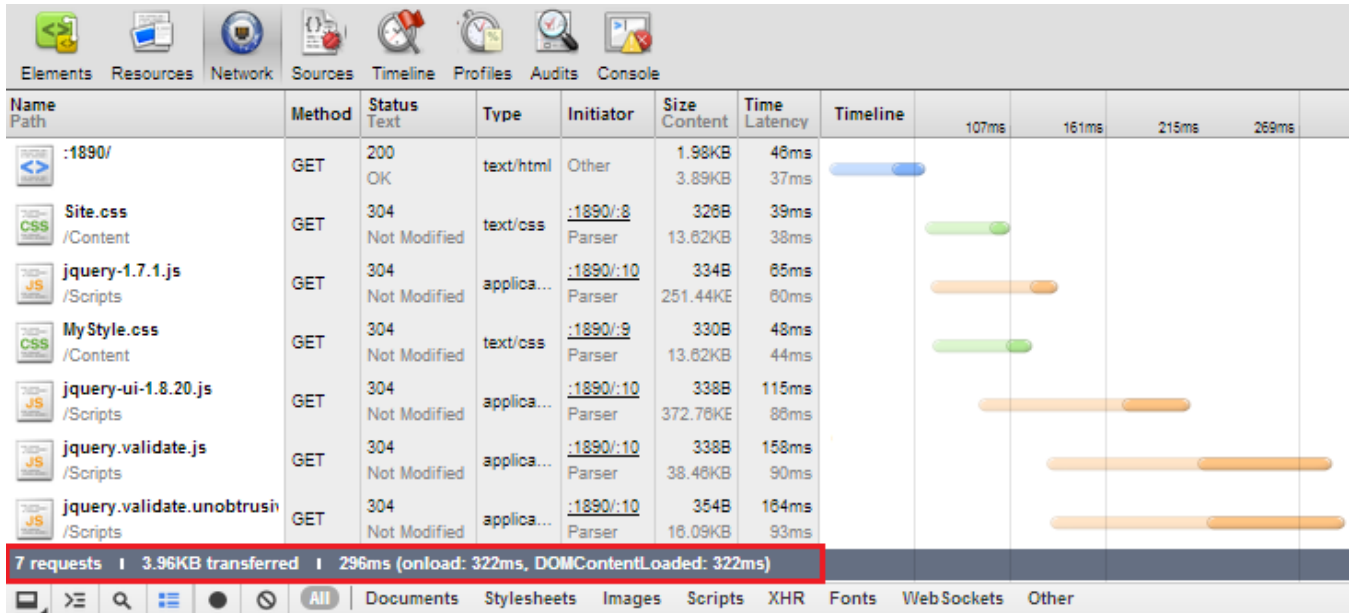 Elements Resources Network Sources Timeline Profiles Audits Console
Name Method Status Type Initiator Size Time Timeline
Path Text Content Latency 107ms 161ms 215ms 269ms
:1890/ GET 200 text/html Other 1.98KB 46ms
OK 3.89KB 37ms
Site.css GET 304 text/css :1890/:8 326B 39ms
/Content Not Modified Parser 13.62KB 38ms
jquery-1.7.1.js GET 304 applica... :1890/:10 334B 65ms
/Scripts Not Modified Parser 251.44KE 60ms
MyStyle.css GET 304 text/css :1890/:9 330B 48ms
/Content Not Modified Parser 13.62KB 44ms
jquery-ui-1.8.20.js GET 304 applica... :1890/:10 338B 115ms
/Scripts Not Modified Parser 372.76KE 86ms
jquery.validate.js GET 304 applica... :1890/:10 338B 158ms
/Scripts Not Modified Parser 38.46KB 90ms
jquery.validate.unobtrusiv GET 304 applica... :1890/:10 354B 164ms
/Scripts Not Modified Parser 16.09KB 93ms
7 requests | 3.96KB transferred | 296ms (onload: 322ms, DOMContentLoaded: 322ms)
All Documents Stylesheets Images Scripts XHR Fonts WebSockets Other